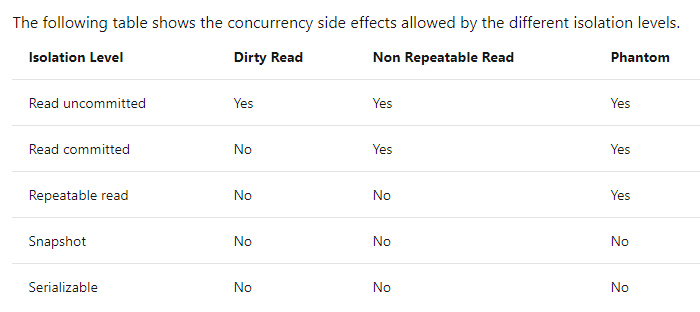 The following table shows the concurrency side effects allowed by the different isolation levels.
Isolation Level Dirty Read Non Repeatable Read Phantom
Read uncommitted Yes Yes Yes
Read committed No Yes Yes
Repeatable read No No Yes
Snapshot No No No
Serializable No No No